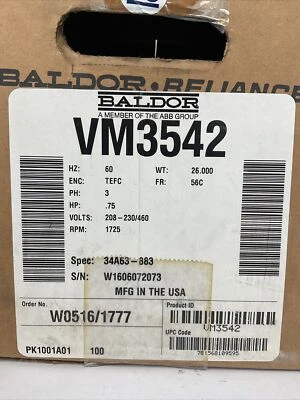 BALDOR·RELIANCE
BALDOR
A MEMBER OF THE ABB GROUP
VM3542
HZ: 60 WT: 26.000
ENC: TEFC FR: 56C
PH: 3
HP: .75
VOLTS: 208-230/460
RPM: 1725
Spec: 34A63-883
S/N: W1606072073
MFG IN THE USA
Order No. Product ID
W0516/1777 VM3542
UPC Code
PK1001A01 100 781568109595